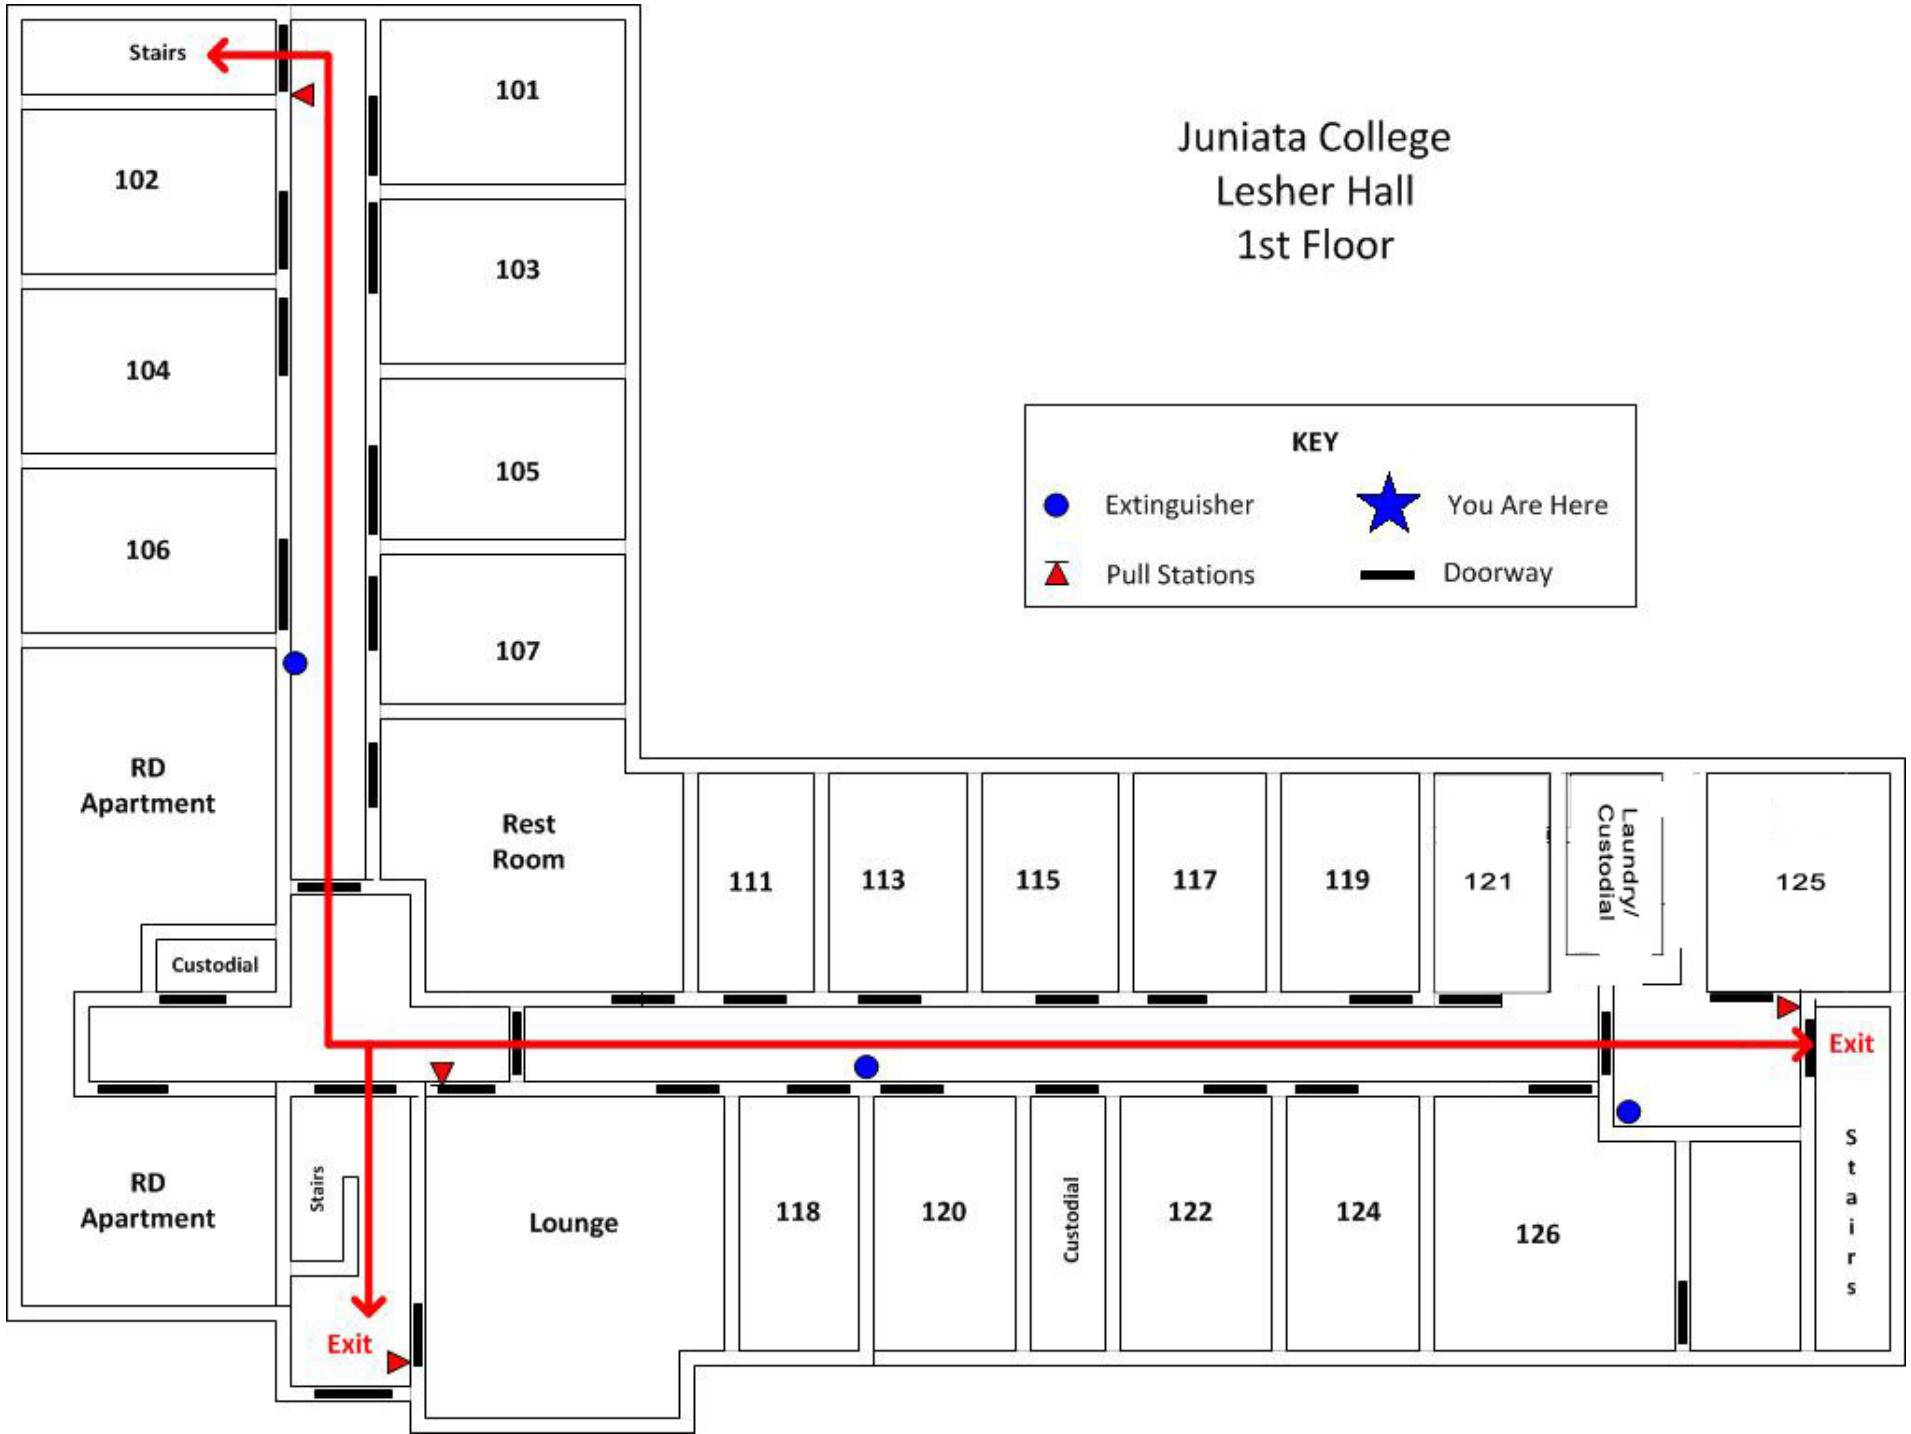 Juniata College
Lesher Hall
1st Floor
KEY
Extinguisher
You Are Here
Pull Stations
Doorway
Stairs
101
102
103
104
105
106
107
RD
Apartment
Rest
Room
Custodial
111
113
115
117
119
121
Laundry/
Custodial
125
Exit
RD
Apartment
Stairs
Exit
Lounge
118
120
Custodial
122
124
126
Stairs